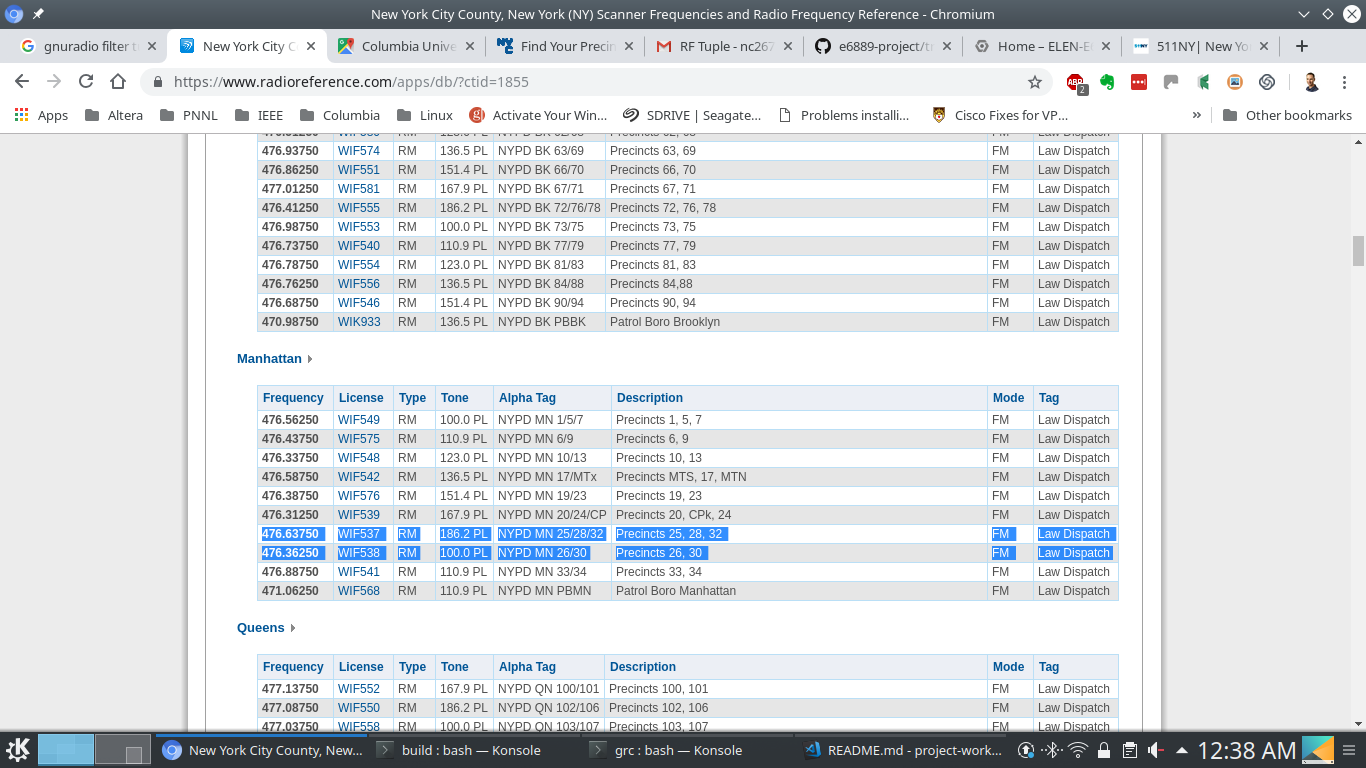 New York City County, New York (NY) Scanner Frequencies and Radio Frequency Reference - Chromium
gnuradio filter New York City C Columbia Unive Find Your Precin RF Tuple - nc267 e6889-project/tr Home – ELEN-E 511NY| New Yo
https://www.radioreference.com/apps/db/?ctid=1855 ABP 2
Apps Altera PNNL IEEE Columbia Linux Activate Your Win... SDRIVE | Seagate... Problems installi... Cisco Fixes for VP... » Other bookmarks
476.93750 WIF574 RM 136.5 PL NYPD BK 63/69 Precincts 63, 69 FM Law Dispatch
476.86250 WIF551 RM 151.4 PL NYPD BK 66/70 Precincts 66, 70 FM Law Dispatch
477.01250 WIF581 RM 167.9 PL NYPD BK 67/71 Precincts 67, 71 FM Law Dispatch
476.41250 WIF555 RM 186.2 PL NYPD BK 72/76/78 Precincts 72, 76, 78 FM Law Dispatch
476.98750 WIF553 RM 100.0 PL NYPD BK 73/75 Precincts 73, 75 FM Law Dispatch
476.73750 WIF540 RM 110.9 PL NYPD BK 77/79 Precincts 77, 79 FM Law Dispatch
476.78750 WIF554 RM 123.0 PL NYPD BK 81/83 Precincts 81, 83 FM Law Dispatch
476.76250 WIF556 RM 136.5 PL NYPD BK 84/88 Precincts 84,88 FM Law Dispatch
476.68750 WIF546 RM 151.4 PL NYPD BK 90/94 Precincts 90, 94 FM Law Dispatch
470.98750 WIK933 RM 136.5 PL NYPD BK PBBK Patrol Boro Brooklyn FM Law Dispatch
Manhattan
Frequency License Type Tone Alpha Tag Description Mode Tag
476.56250 WIF549 RM 100.0 PL NYPD MN 1/5/7 Precincts 1, 5, 7 FM Law Dispatch
476.43750 WIF575 RM 110.9 PL NYPD MN 6/9 Precincts 6, 9 FM Law Dispatch
476.33750 WIF548 RM 123.0 PL NYPD MN 10/13 Precincts 10, 13 FM Law Dispatch
476.58750 WIF542 RM 136.5 PL NYPD MN 17/MTx Precincts MTS, 17, MTN FM Law Dispatch
476.38750 WIF576 RM 151.4 PL NYPD MN 19/23 Precincts 19, 23 FM Law Dispatch
476.31250 WIF539 RM 167.9 PL NYPD MN 20/24/CP Precincts 20, CPk, 24 FM Law Dispatch
476.63750 WIF537 RM 186.2 PL NYPD MN 25/28/32 Precincts 25, 28, 32 FM Law Dispatch
476.36250 WIF538 RM 100.0 PL NYPD MN 26/30 Precincts 26, 30 FM Law Dispatch
476.88750 WIF541 RM 110.9 PL NYPD MN 33/34 Precincts 33, 34 FM Law Dispatch
471.06250 WIF568 RM 110.9 PL NYPD MN PBMN Patrol Boro Manhattan FM Law Dispatch
Queens
Frequency License Type Tone Alpha Tag Description Mode Tag
477.13750 WIF552 RM 167.9 PL NYPD QN 100/101 Precincts 100, 101 FM Law Dispatch
477.08750 WIF550 RM 186.2 PL NYPD QN 102/106 Precincts 102, 106 FM Law Dispatch
477.03750 WIF558 RM 100.0 PL NYPD QN 103/107 Precincts 103, 107 FM Law Dispatch
New York City County, New... build : bash — Konsole grc : bash — Konsole README.md - project-work... 12:38 AM